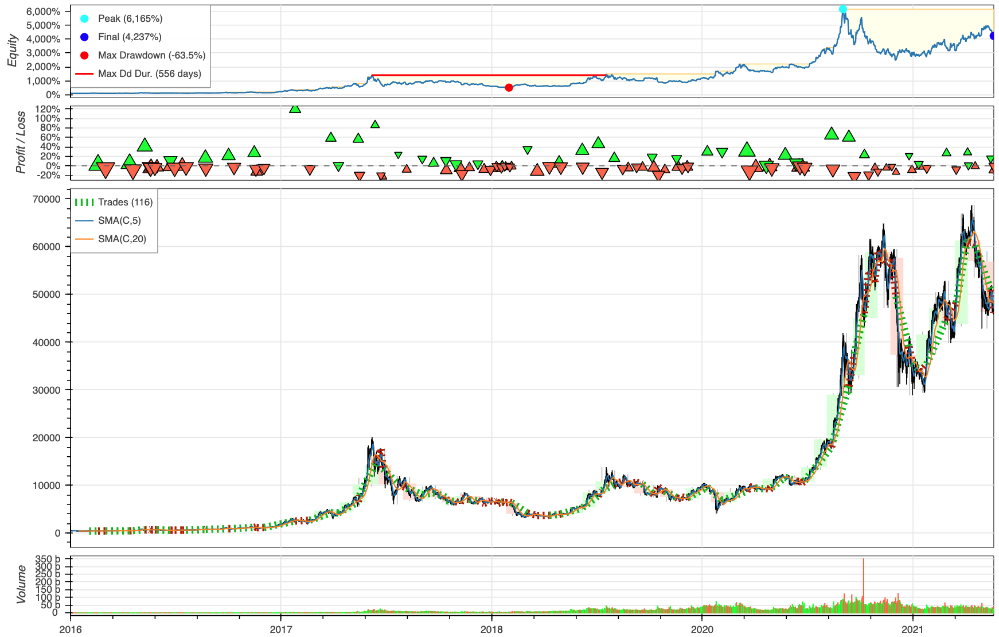 6,000%
5,000%
4,000%
3,000%
2,000%
1,000%
0%
Equity
Peak (6,165%)
Final (4,237%)
Max Drawdown (-63.5%)
Max Dd Dur. (556 days)
120%
100%
80%
60%
40%
20%
0%
-20%
Profit / Loss
70000
60000
50000
40000
30000
20000
10000
0
Trades (116)
SMA(C,5)
SMA(C,20)
350 b
300 b
250 b
200 b
150 b
100 b
50 b
0
Volume
2016 2017 2018 2020 2021